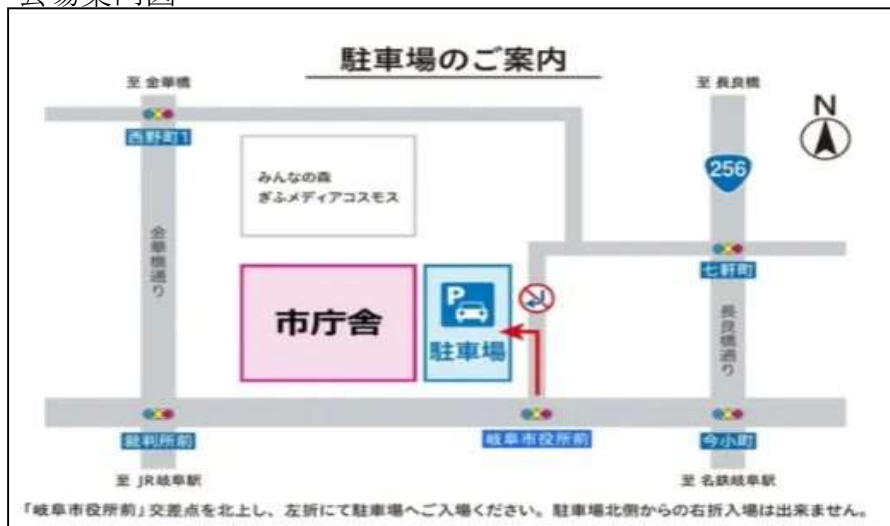 会場案内図
駐車場のご案内
至 金華橋
至 長良橋
N
西野町1
みんなの森
ぎふメディアコスモス
256
金華橋通り
七軒町
市庁舎
P
駐車場
長良橋通り
裁判所前
岐阜市役所前
今小町
至 JR岐阜駅
至 名鉄岐阜駅
「岐阜市役所前」交差点を北上し、左折にて駐車場へご入場ください。駐車場北側からの右折入場は出来ません。